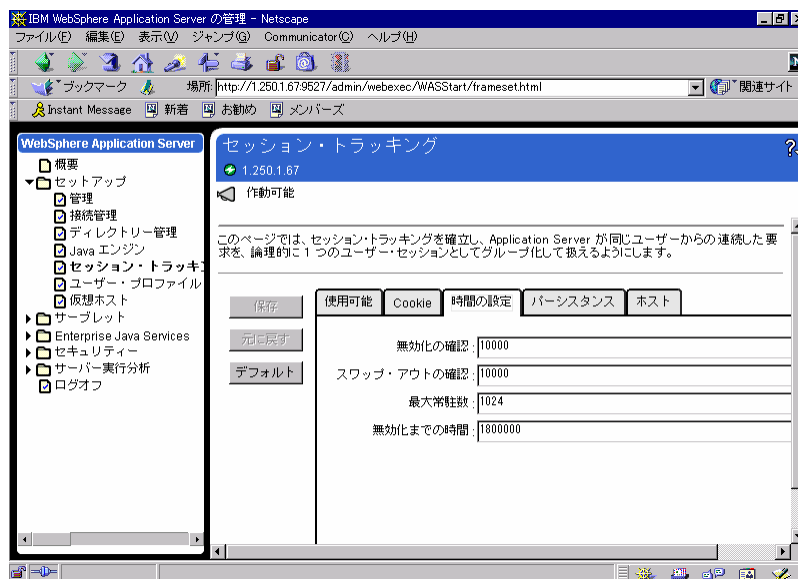 IBM WebSphere Application Server の管理 - Netscape
ファイル(F) 編集(E) 表示(V) ジャンプ(G) Communicator(C) ヘルプ(H)
ブックマーク 場所: http://1.250.1.67:9527/admin/webexec/WASStart/frameset.html 関連サイト
Instant Message 新着 お勧め メンバーズ
WebSphere Application Server
概要
セットアップ
管理
接続管理
ディレクトリー管理
Java エンジン
セッション・トラッキ
ユーザー・プロファイル
仮想ホスト
サーブレット
Enterprise Java Services
セキュリティー
サーバー実行分析
ログオフ
セッション・トラッキング
1.250.1.67
作動可能
このページでは、セッション・トラッキングを確立し、Application Server が同じユーザーからの連続した要
求を、論理的に 1 つのユーザー・セッションとしてグループ化して扱えるようにします。
保存
元に戻す
デフォルト
使用可能 Cookie 時間の設定 パーシスタンス ホスト
無効化の確認: 10000
スワップ・アウトの確認: 10000
最大常駐数: 1024
無効化までの時間: 1800000